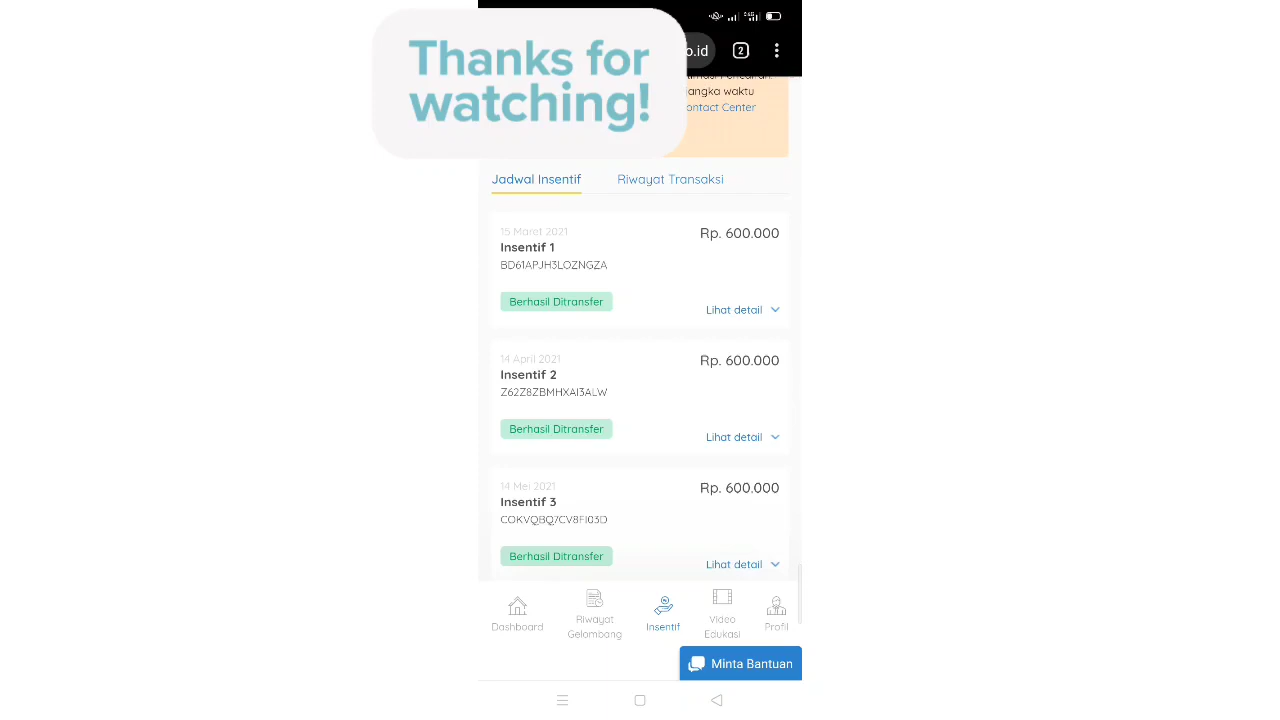 Thanks for
watching!
o.id
2
angka waktu
ontact Center
Jadwal Insentif
Riwayat Transaksi
15 Maret 2021
Rp. 600.000
Insentif 1
BD61APJH3LOZNGZA
Berhasil Ditransfer
Lihat detail
14 April 2021
Rp. 600.000
Insentif 2
Z62Z8ZBMHXAI3ALW
Berhasil Ditransfer
Lihat detail
14 Mei 2021
Rp. 600.000
Insentif 3
COKVQBQ7CV8FI03D
Berhasil Ditransfer
Lihat detail
Dashboard
Riwayat
Gelombang
Insentif
Video
Edukasi
Profil
Minta Bantuan